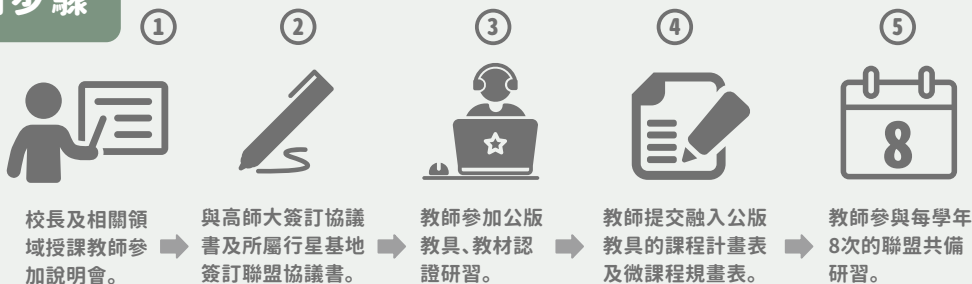 步驟
①
②
③
④
⑤
8
校長及相關領
域授課教師參
加說明會。
與高師大簽訂協議
書及所屬行星基地
簽訂聯盟協議書。
教師參加公版
教具、教材認
證研習。
教師提交融入公版
教具的課程計畫表
及微課程規畫表。
教師參與每學年
8次的聯盟共備
研習。